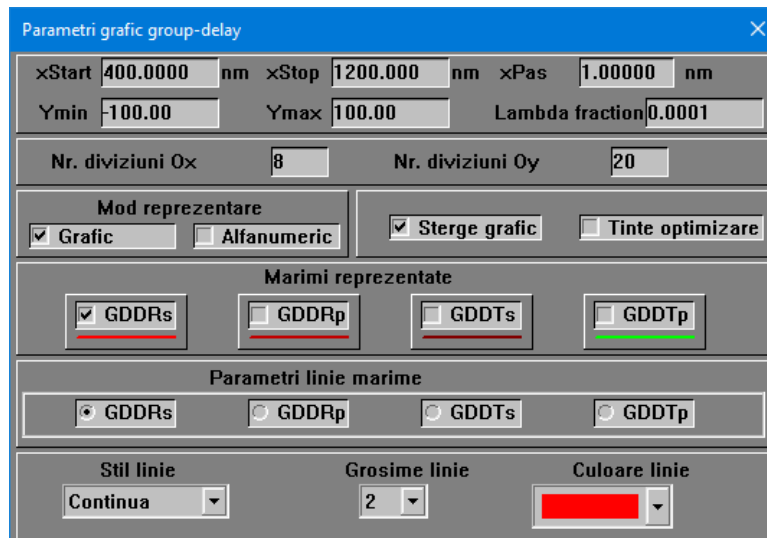 Parametri grafic group-delay
xStart 400.0000 nm xStop 1200.000 nm xPas 1.00000 nm
Ymin -100.00 Ymax 100.00 Lambda fraction 0.0001
Nr. diviziuni Ox 8 Nr. diviziuni Oy 20
Mod reprezentare
Grafic Alfanumeric Sterge grafic Tinte optimizare
Marimi reprezentate
GDDRs GDDRp GDDTs GDDTp
Parametri linie marime
GDDRs GDDRp GDDTs GDDTp
Stil linie Grosime linie Culoare linie
Continua 2